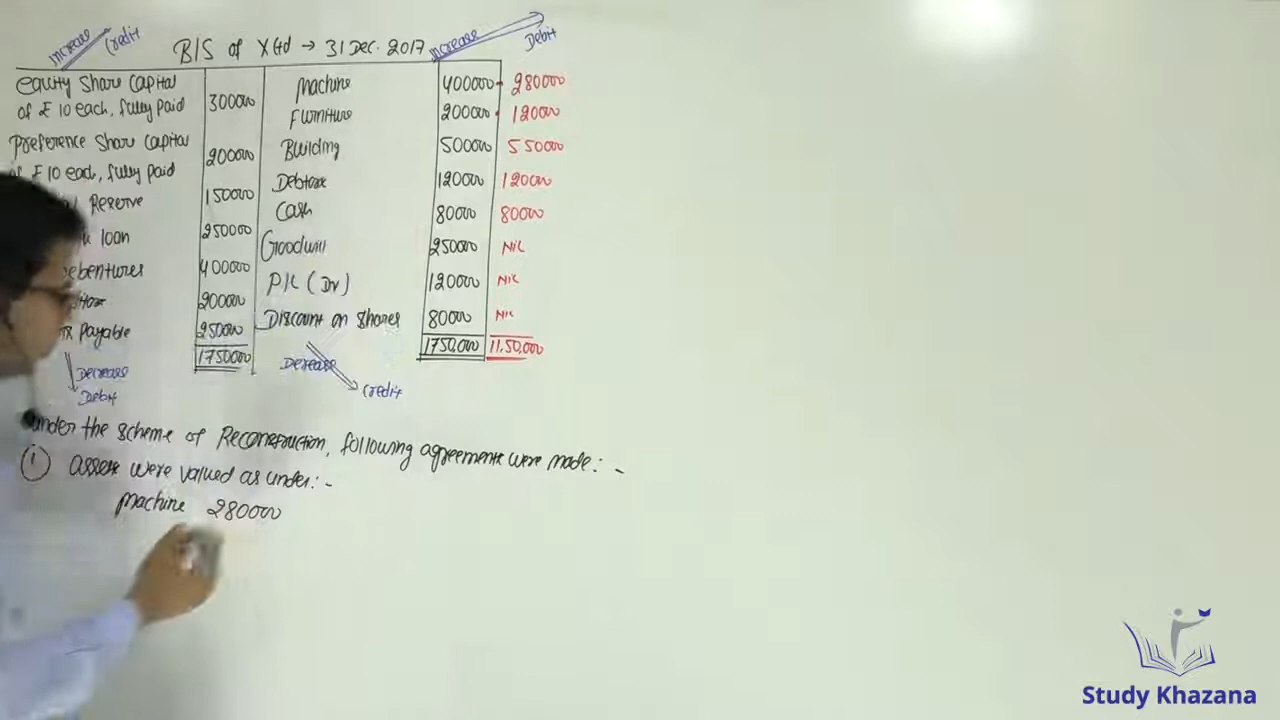 Increase Credit
B/S of X Ltd → 31 Dec. 2017
Increase Debit
Equity Share Capital of ₹ 10 each, fully paid 300000
Preference Share Capital of ₹ 10 each, fully paid 200000
Reserve 150000
loan 250000
Debentures 400000
200000
Payable 250000
1750000
Decrease
Debit
Machine 400000 280000
Furniture 200000 120000
Building 500000 550000
Debtors 120000 120000
Cash 80000 80000
Goodwill 250000 NIL
P/L (Dr) 120000 NIL
Discount on Shares 80000 NIL
1750,000 11,50,000
Decrease
Credit
under the scheme of Reconstruction, following agreements were made:-
① Assets were valued as under:-
Machine 280000
Study Khazana